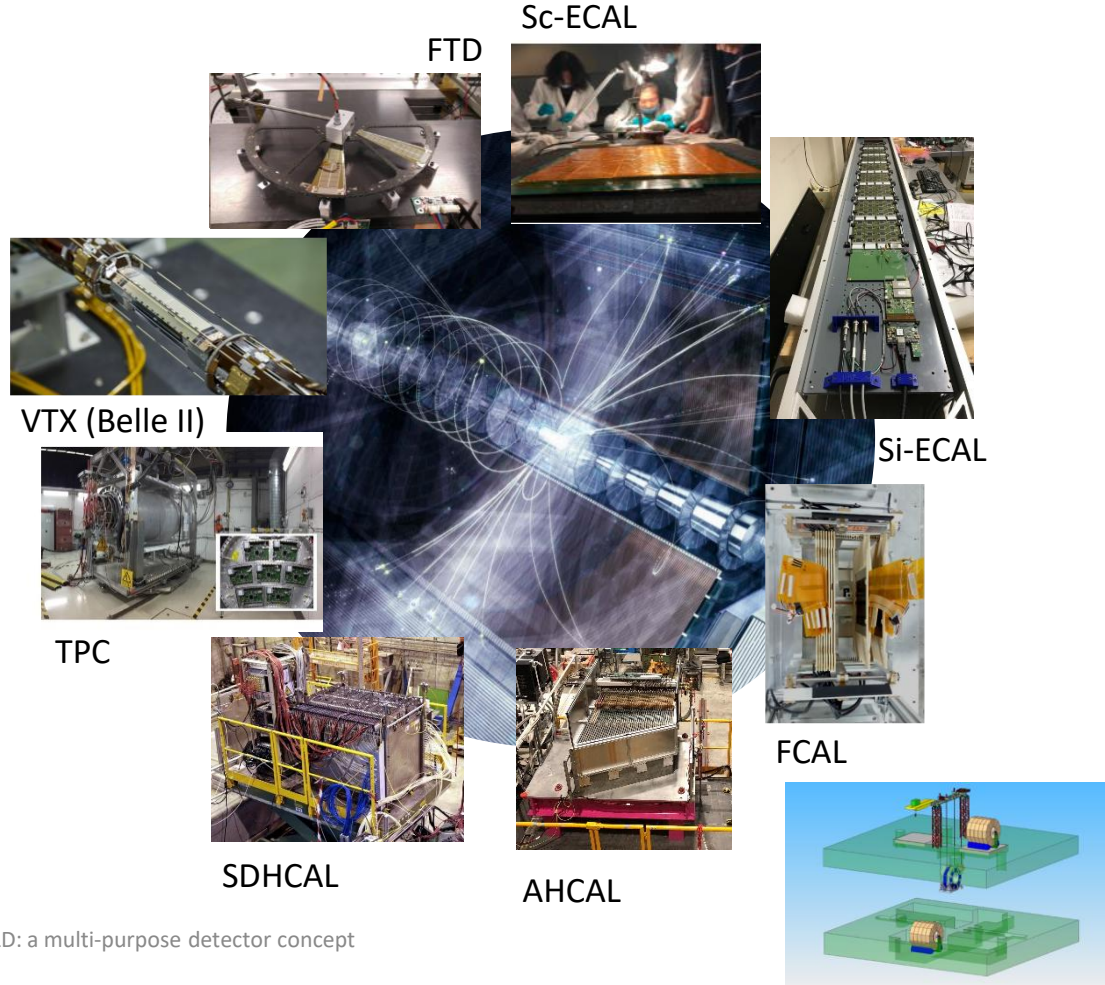 Sc-ECAL
FTD
VTX (Belle II)
Si-ECAL
TPC
FCAL
SDHCAL
AHCAL
D: a multi-purpose detector concept